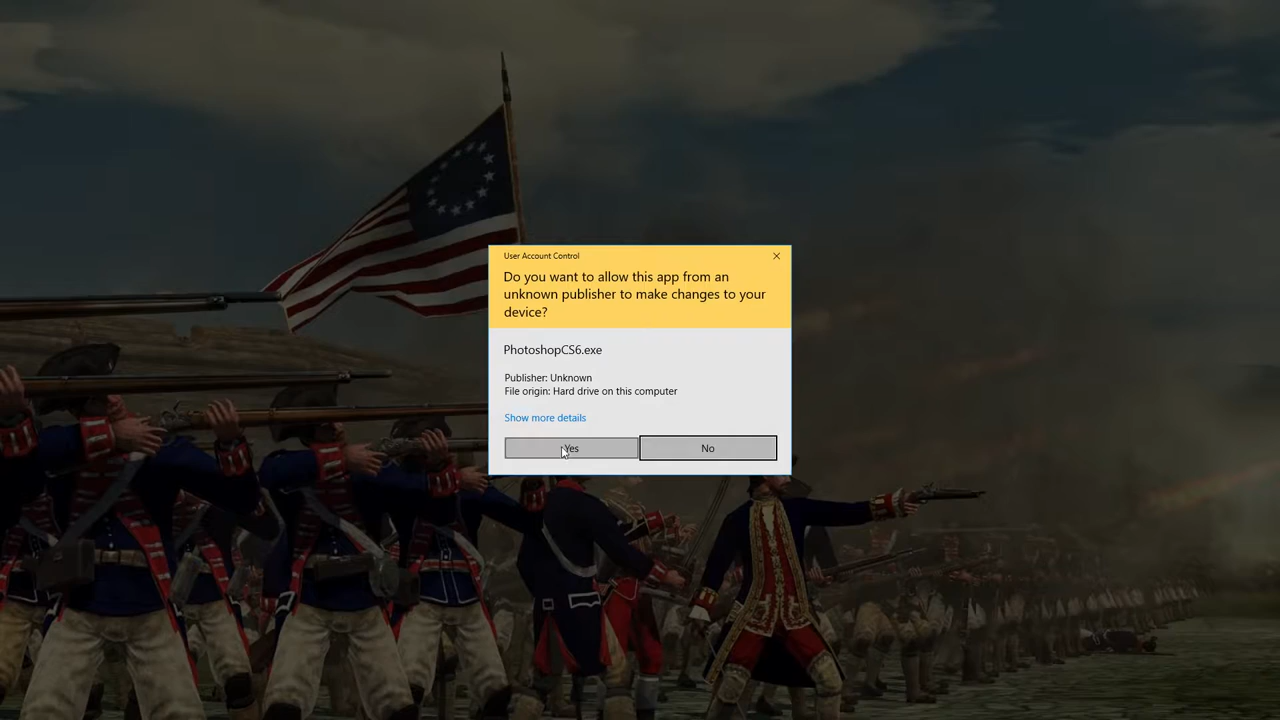 User Account Control
Do you want to allow this app from an
unknown publisher to make changes to your
device?
PhotoshopCS6.exe
Publisher: Unknown
File origin: Hard drive on this computer
Show more details
Yes
No